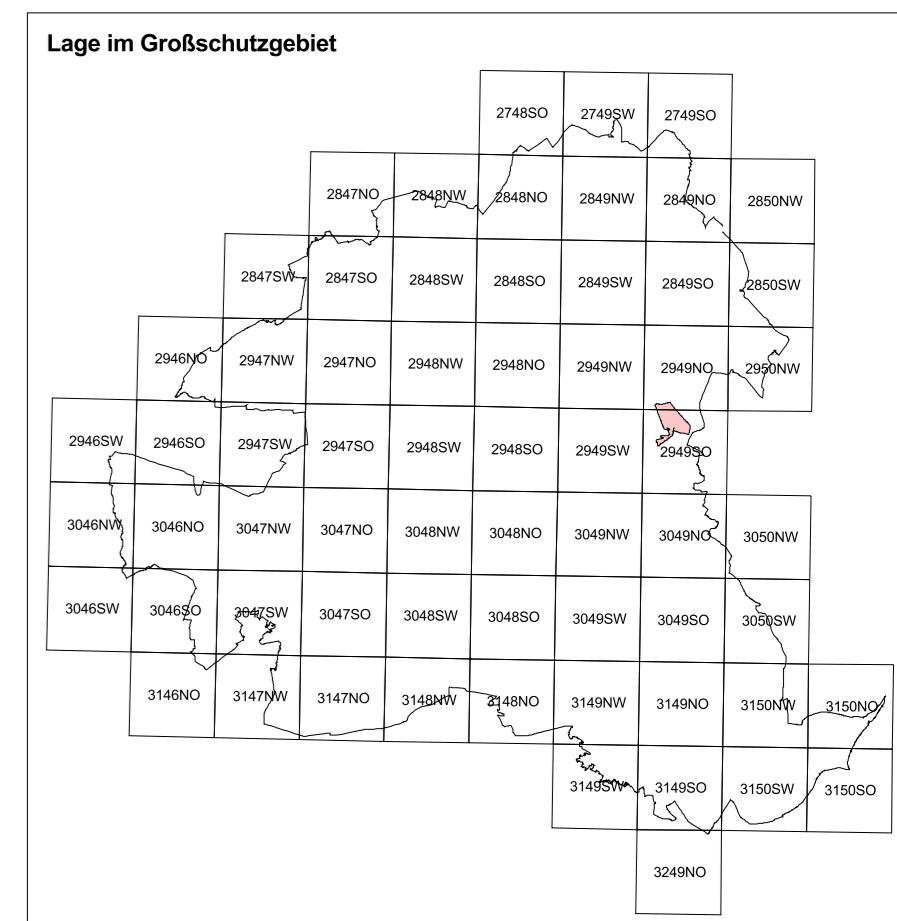 Lage im Großschutzgebiet
2748SO 2749SW 2749SO
2847NO 2848NW 2848NO 2849NW 2849NO 2850NW
2847SW 2847SO 2848SW 2848SO 2849SW 2849SO 2850SW
2946NO 2947NW 2947NO 2948NW 2948NO 2949NW 2949NO 2950NW
2946SW 2946SO 2947SW 2947SO 2948SW 2948SO 2949SW 2949SO
3046NW 3046NO 3047NW 3047NO 3048NW 3048NO 3049NW 3049NO 3050NW
3046SW 3046SO 3047SW 3047SO 3048SW 3048SO 3049SW 3049SO 3050SW
3146NO 3147NW 3147NO 3148NW 3148NO 3149NW 3149NO 3150NW 3150NO
3149SW 3149SO 3150SW 3150SO
3249NO